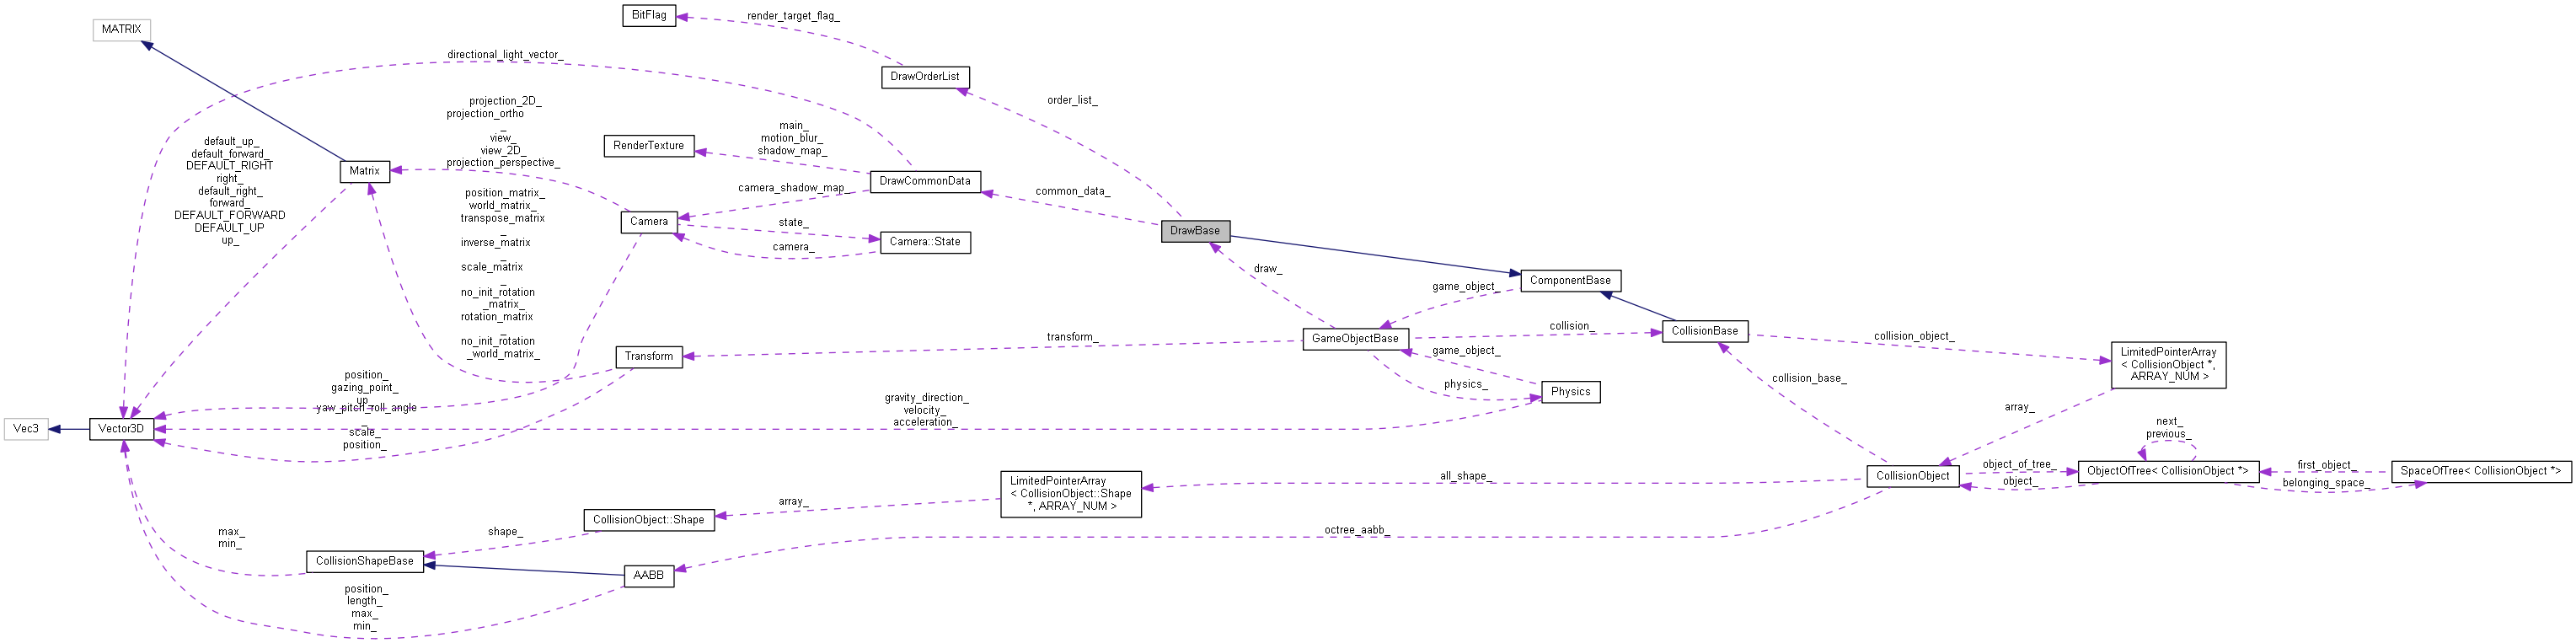 BitFlag
render_target_flag_
MATRIX
directional_light_vector_
DrawOrderList
order_list_
projection_2D_
projection_ortho
_
view_
view_2D_
projection_perspective_
main_
motion_blur_
shadow_map_
RenderTexture
default_up_
default_forward_
DEFAULT_RIGHT
right_
default_right_
forward_
DEFAULT_FORWARD
DEFAULT_UP
up_
Matrix
DrawCommonData
camera_shadow_map_
common_data_
position_matrix_
world_matrix_
transpose_matrix
_
inverse_matrix
_
scale_matrix
_
no_init_rotation
_matrix_
rotation_matrix
_
no_init_rotation
_world_matrix_
Camera
state_
camera_
Camera::State
DrawBase
draw_
ComponentBase
game_object_
GameObjectBase
collision_
CollisionBase
collision_object_
transform_
Transform
game_object_
physics_
Physics
LimitedPointerArray
< CollisionObject *,
ARRAY_NUM >
collision_base_
array_
position_
gazing_point_
up_
yaw_pitch_roll_angle
_
scale_
position_
gravity_direction_
velocity_
acceleration_
Vec3
Vector3D
next_
previous_
CollisionObject
object_of_tree_
object_
ObjectOfTree< CollisionObject *>
first_object_
belonging_space_
SpaceOfTree< CollisionObject *>
all_shape_
LimitedPointerArray
< CollisionObject::Shape
*, ARRAY_NUM >
array_
CollisionObject::Shape
shape_
octree_aabb_
max_
min_
CollisionShapeBase
AABB
position_
length_
max_
min_